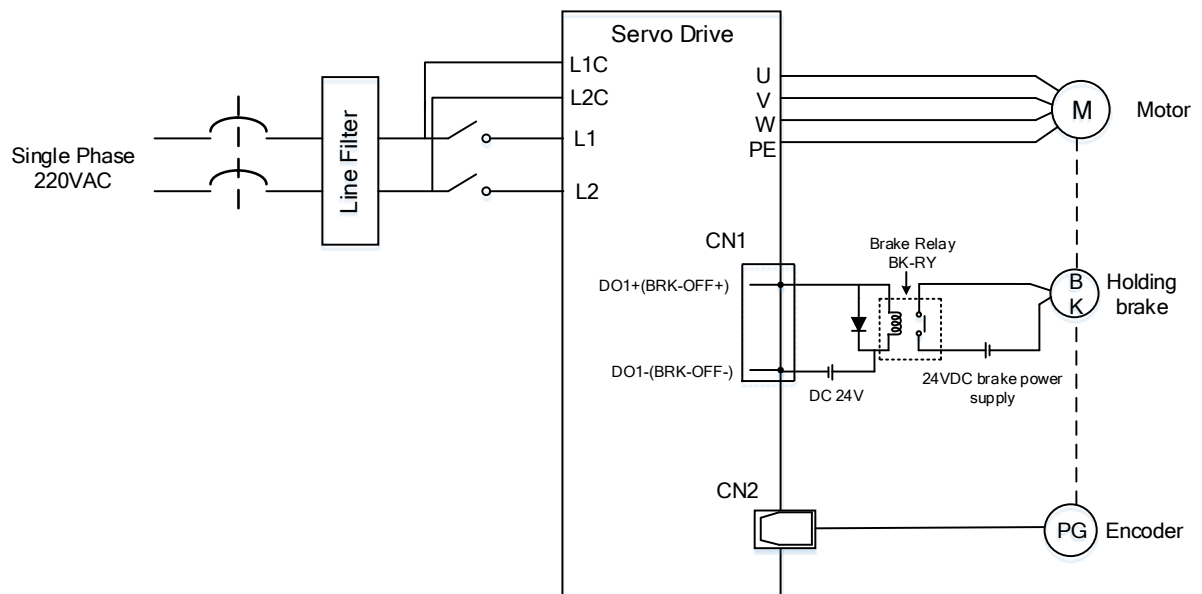 Servo Drive
L1C
L2C
L1
L2
U
V
W
PE
M
Motor
Single Phase
220VAC
Line Filter
CN1
Brake Relay
BK-RY
DO1+(BRK-OFF+)
DO1-(BRK-OFF-)
DC 24V
24VDC brake power
supply
B
K
Holding
brake
CN2
PG
Encoder